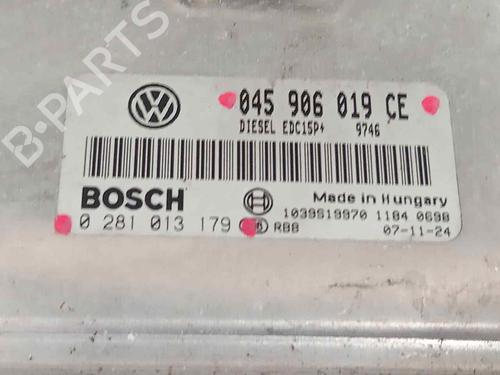 B-PARTS
045 906 019 CE
DIESEL EDC15P+ 9746
BOSCH
Made in Hungary
0 281 013 179
1039S19970 1184 0698
RBB
07-11-24